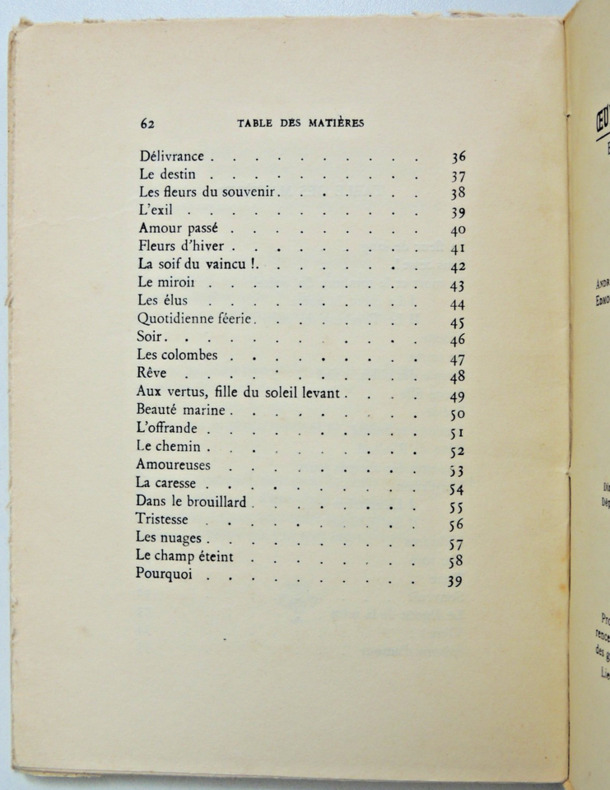 62 TABLE DES MATIÈRES
Délivrance . . . . . . . . . . 36
Le destin . . . . . . . . . . 37
Les fleurs du souvenir . . . . . . . 38
L'exil . . . . . . . . . . . 39
Amour passé . . . . . . . . . 40
Fleurs d'hiver . . . . . . . . . 41
La soif du vaincu !. . . . . . . . 42
Le miroir . . . . . . . . . . 43
Les élus . . . . . . . . . . 44
Quotidienne féerie . . . . . . . . 45
Soir . . . . . . . . . . . . 46
Les colombes . . . . . . . . . 47
Rêve . . . . . . . . . . . 48
Aux vertus, fille du soleil levant . . . . 49
Beauté marine . . . . . . . . . 50
L'offrande . . . . . . . . . . 51
Le chemin . . . . . . . . . . 52
Amoureuses . . . . . . . . . 53
La caresse . . . . . . . . . . 54
Dans le brouillard . . . . . . . . 55
Tristesse . . . . . . . . . . 56
Les nuages . . . . . . . . . . 57
Le champ éteint . . . . . . . . 58
Pourquoi . . . . . . . . . . 39